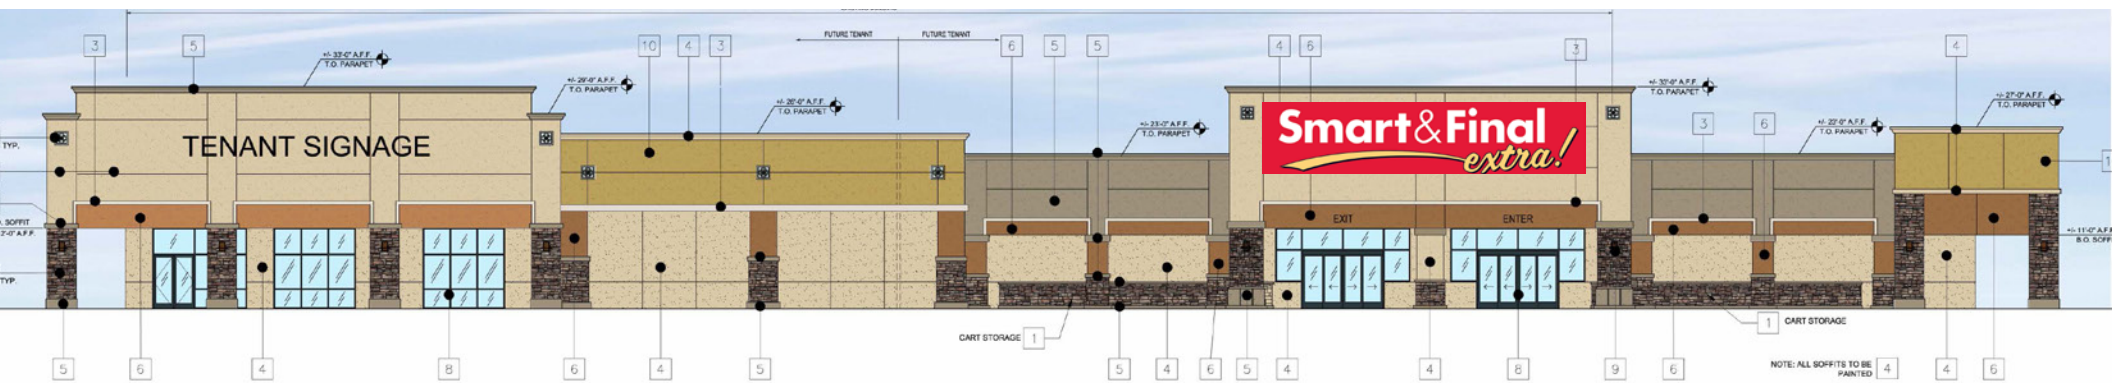 FUTURE TENANT
FUTURE TENANT
3
5
10
4
3
6
5
5
4
6
3
4
+/- 33'-0" A.F.F.
T.O. PARAPET
+/- 29'-0" A.F.F.
T.O. PARAPET
+/- 26'-0" A.F.F.
T.O. PARAPET
+/- 23'-0" A.F.F.
T.O. PARAPET
+/- 33'-0" A.F.F.
T.O. PARAPET
+/- 27'-0" A.F.F.
T.O. PARAPET
3
6
+/- 22'-0" A.F.F.
T.O. PARAPET
TENANT SIGNAGE
Smart&Final
extra!
TYP.
SOFFIT
A.F.F.
EXIT
ENTER
+/- 11'-0" A.F.F.
B.O. SOFF
TYP.
CART STORAGE 1
1 CART STORAGE
5
6
4
8
6
4
5
5
4
6
5
4
4
8
9
6
NOTE: ALL SOFFITS TO BE
PAINTED
4
4
6